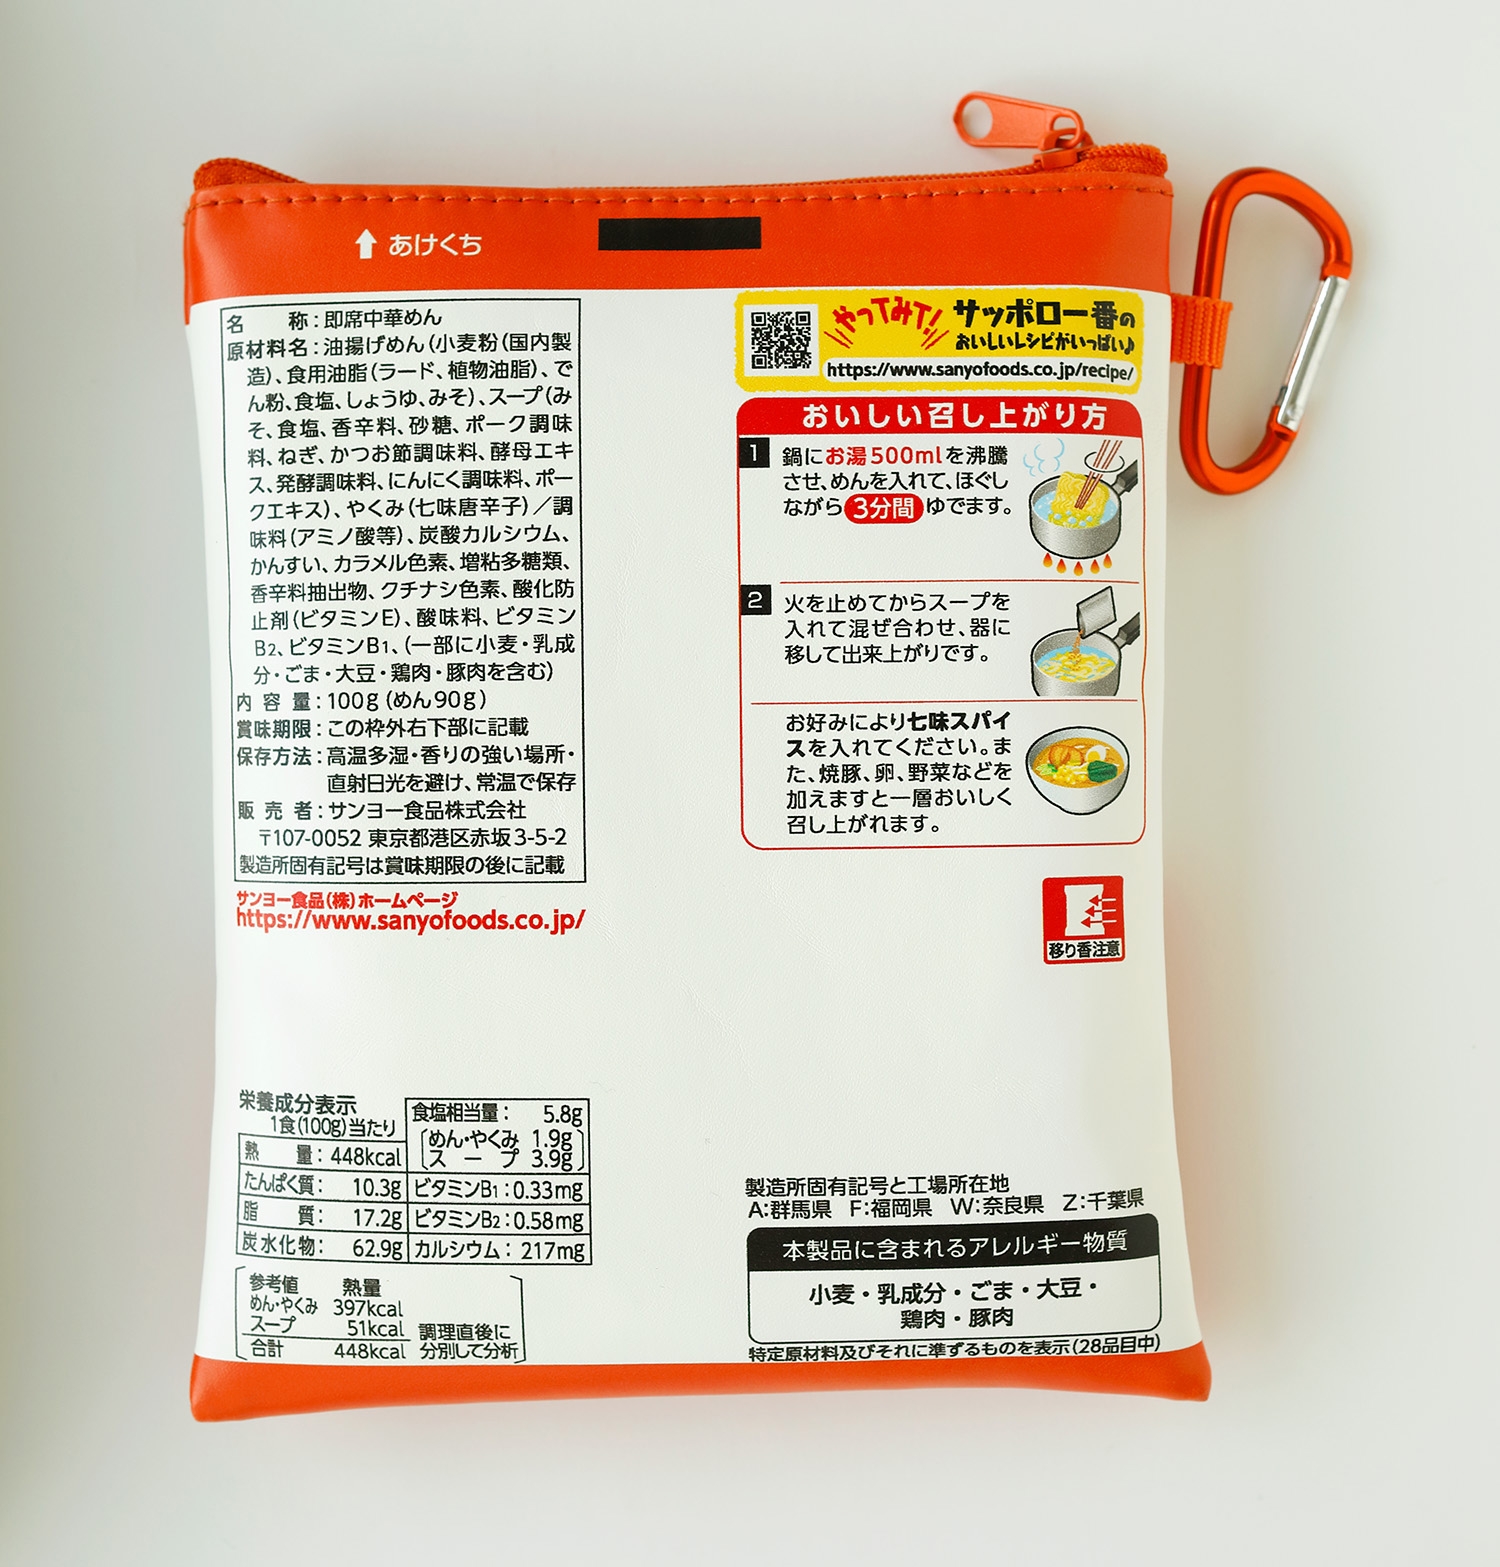 あけくち
名　称：即席中華めん
原材料名：油揚げめん（小麦粉（国内製
造）、食用油脂（ラード、植物油脂）、で
ん粉、食塩、しょうゆ、みそ）、スープ（み
そ、食塩、香辛料、砂糖、ポーク調味
料、ねぎ、かつお節調味料、酵母エキ
ス、発酵調味料、にんにく調味料、ポー
クエキス）、やくみ（七味唐辛子）／調
味料（アミノ酸等）、炭酸カルシウム、
かんすい、カラメル色素、増粘多糖類、
香辛料抽出物、クチナシ色素、酸化防
止剤（ビタミンE）、酸味料、ビタミン
B2、ビタミンB1、（一部に小麦・乳成
分・ごま・大豆・鶏肉・豚肉を含む）
内容量：100g（めん90g）
賞味期限：この枠外右下部に記載
保存方法：高温多湿・香りの強い場所・
直射日光を避け、常温で保存
販売者：サンヨー食品株式会社
〒107-0052 東京都港区赤坂3-5-2
製造所固有記号は賞味期限の後に記載
サンヨー食品（株）ホームページ
https://www.sanyofoods.co.jp/
やってみて！ サッポロ一番の
おいしいレシピがいっぱい♪
https://www.sanyofoods.co.jp/recipe/
おいしい召し上がり方
1 鍋にお湯500mlを沸騰
させ、めんを入れて、ほぐし
ながら3分間ゆでます。
2 火を止めてからスープを
入れて混ぜ合わせ、器に
移して出来上がりです。
お好みにより七味スパイ
スを入れてください。ま
た、焼豚、卵、野菜などを
加えますと一層おいしく
召し上がれます。
移り香注意
栄養成分表示
1食(100g)当たり
熱　量：448kcal
たんぱく質：10.3g
脂　質：17.2g
炭水化物：62.9g
食塩相当量：5.8g
めん・やくみ 1.9g
スープ 3.9g
ビタミンB1：0.33mg
ビタミンB2：0.58mg
カルシウム：217mg
参考値　熱量
めん・やくみ 397kcal
スープ 51kcal
合計 448kcal
調理直後に
分別して分析
製造所固有記号と工場所在地
A:群馬県 F:福岡県 W:奈良県 Z:千葉県
本製品に含まれるアレルギー物質
小麦・乳成分・ごま・大豆・
鶏肉・豚肉
特定原材料及びそれに準ずるものを表示（28品目中）